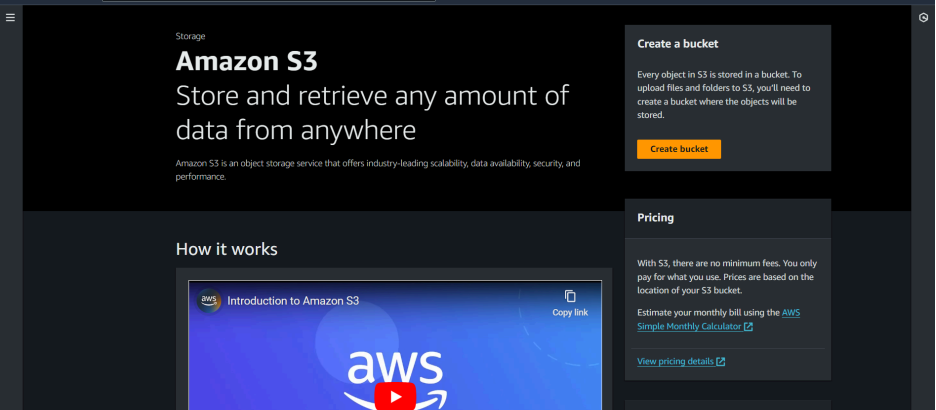 Storage
Amazon S3
Store and retrieve any amount of
data from anywhere
Amazon S3 is an object storage service that offers industry-leading scalability, data availability, security, and
performance.
Create a bucket
Every object in S3 is stored in a bucket. To
upload files and folders to S3, you'll need to
create a bucket where the objects will be
stored.
Create bucket
Pricing
With S3, there are no minimum fees. You only
pay for what you use. Prices are based on the
location of your S3 bucket.
Estimate your monthly bill using the AWS
Simple Monthly Calculator
View pricing details
How it works
aws
Introduction to Amazon S3
Copy link
aws